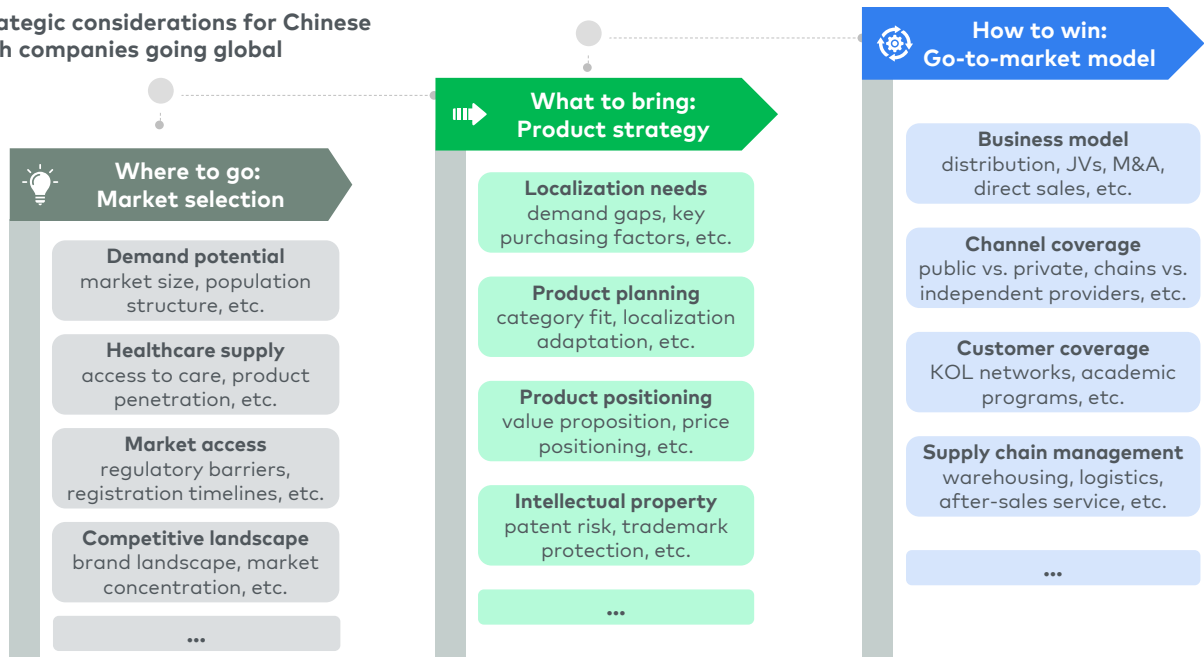 considerations for Chinese
companies going global
Where to go:
Market selection
Demand potential
market size, population
structure, etc.
Healthcare supply
access to care, product
penetration, etc.
Market access
regulatory barriers,
registration timelines, etc.
Competitive landscape
brand landscape, market
concentration, etc.
...
What to bring:
Product strategy
Localization needs
demand gaps, key
purchasing factors, etc.
Product planning
category fit, localization
adaptation, etc.
Product positioning
value proposition, price
positioning, etc.
Intellectual property
patent risk, trademark
protection, etc.
...
How to win:
Go-to-market model
Business model
distribution, JVs, M&A,
direct sales, etc.
Channel coverage
public vs. private, chains vs.
independent providers, etc.
Customer coverage
KOL networks, academic
programs, etc.
Supply chain management
warehousing, logistics,
after-sales service, etc.
...